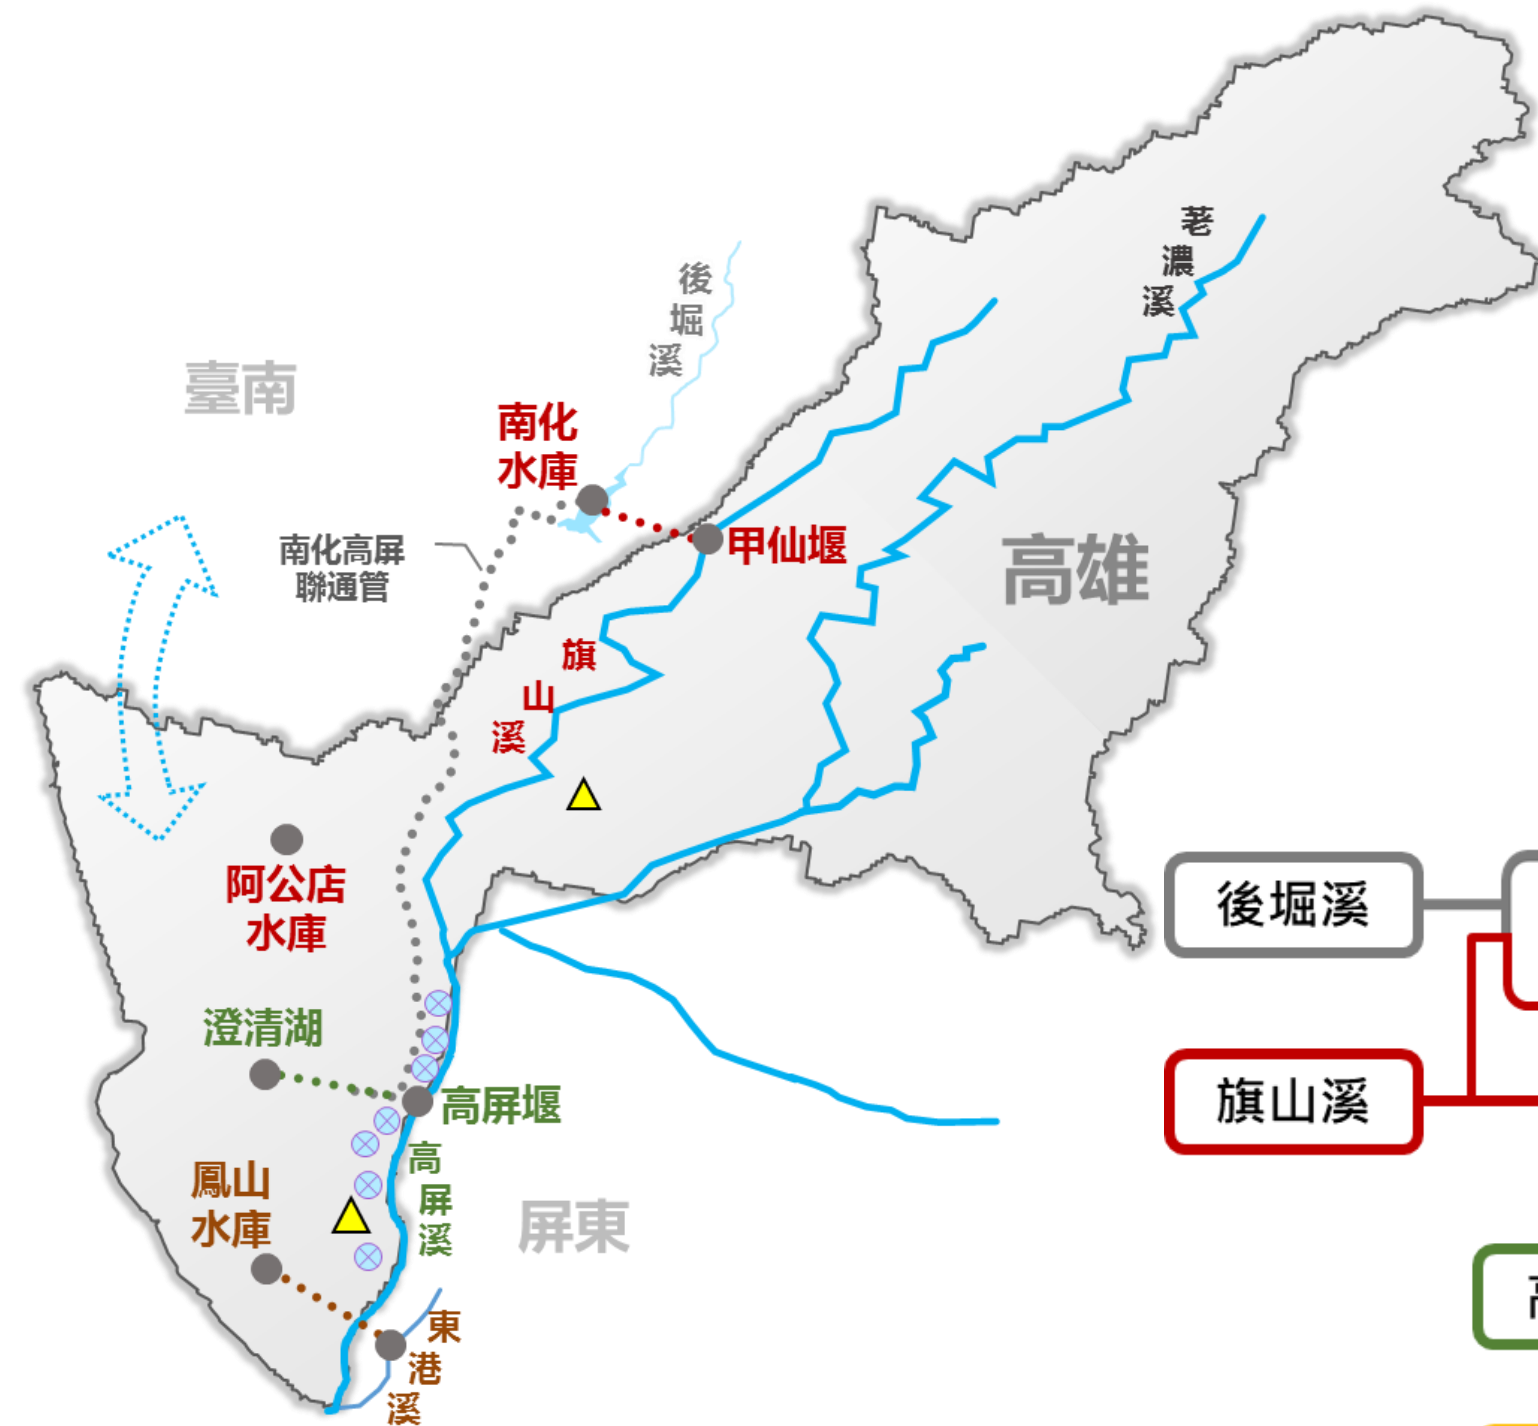 荖濃溪
後堀溪
臺南
南化
水庫
甲仙堰
南化高屏
聯通管
高雄
旗山溪
阿公店
水庫
後堀溪
澄清湖
旗山溪
高屏堰
高屏溪
鳳山
水庫
屏東
東港溪